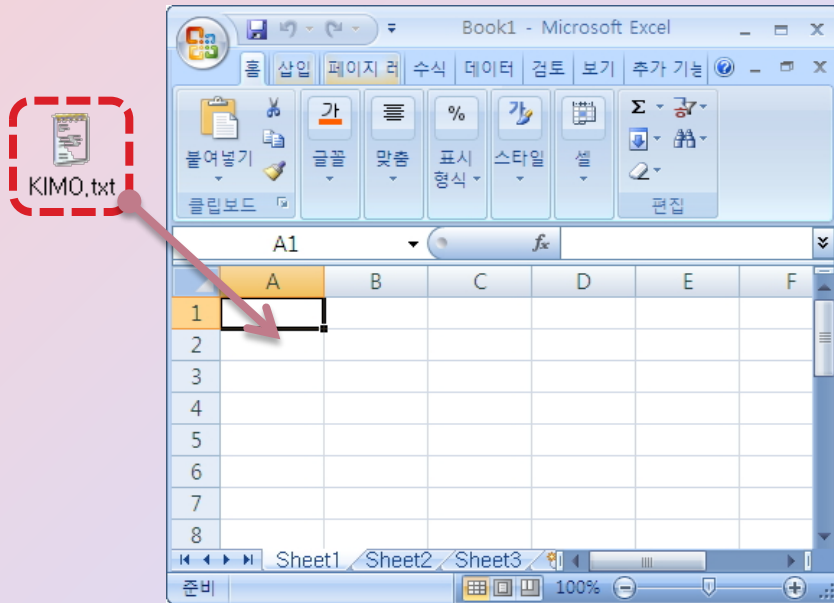 Book1 - Microsoft Excel
홈 삽입 페이지 레 수식 데이터 검토 보기 추가 기능
KIMO.txt
가 % 가 Σ
붙여넣기 글꼴 맞춤 표시 형식 스타일 셀
클립보드 편집
A1 fx
A B C D E F
1
2
3
4
5
6
7
8
Sheet1 Sheet2 Sheet3
준비 100%